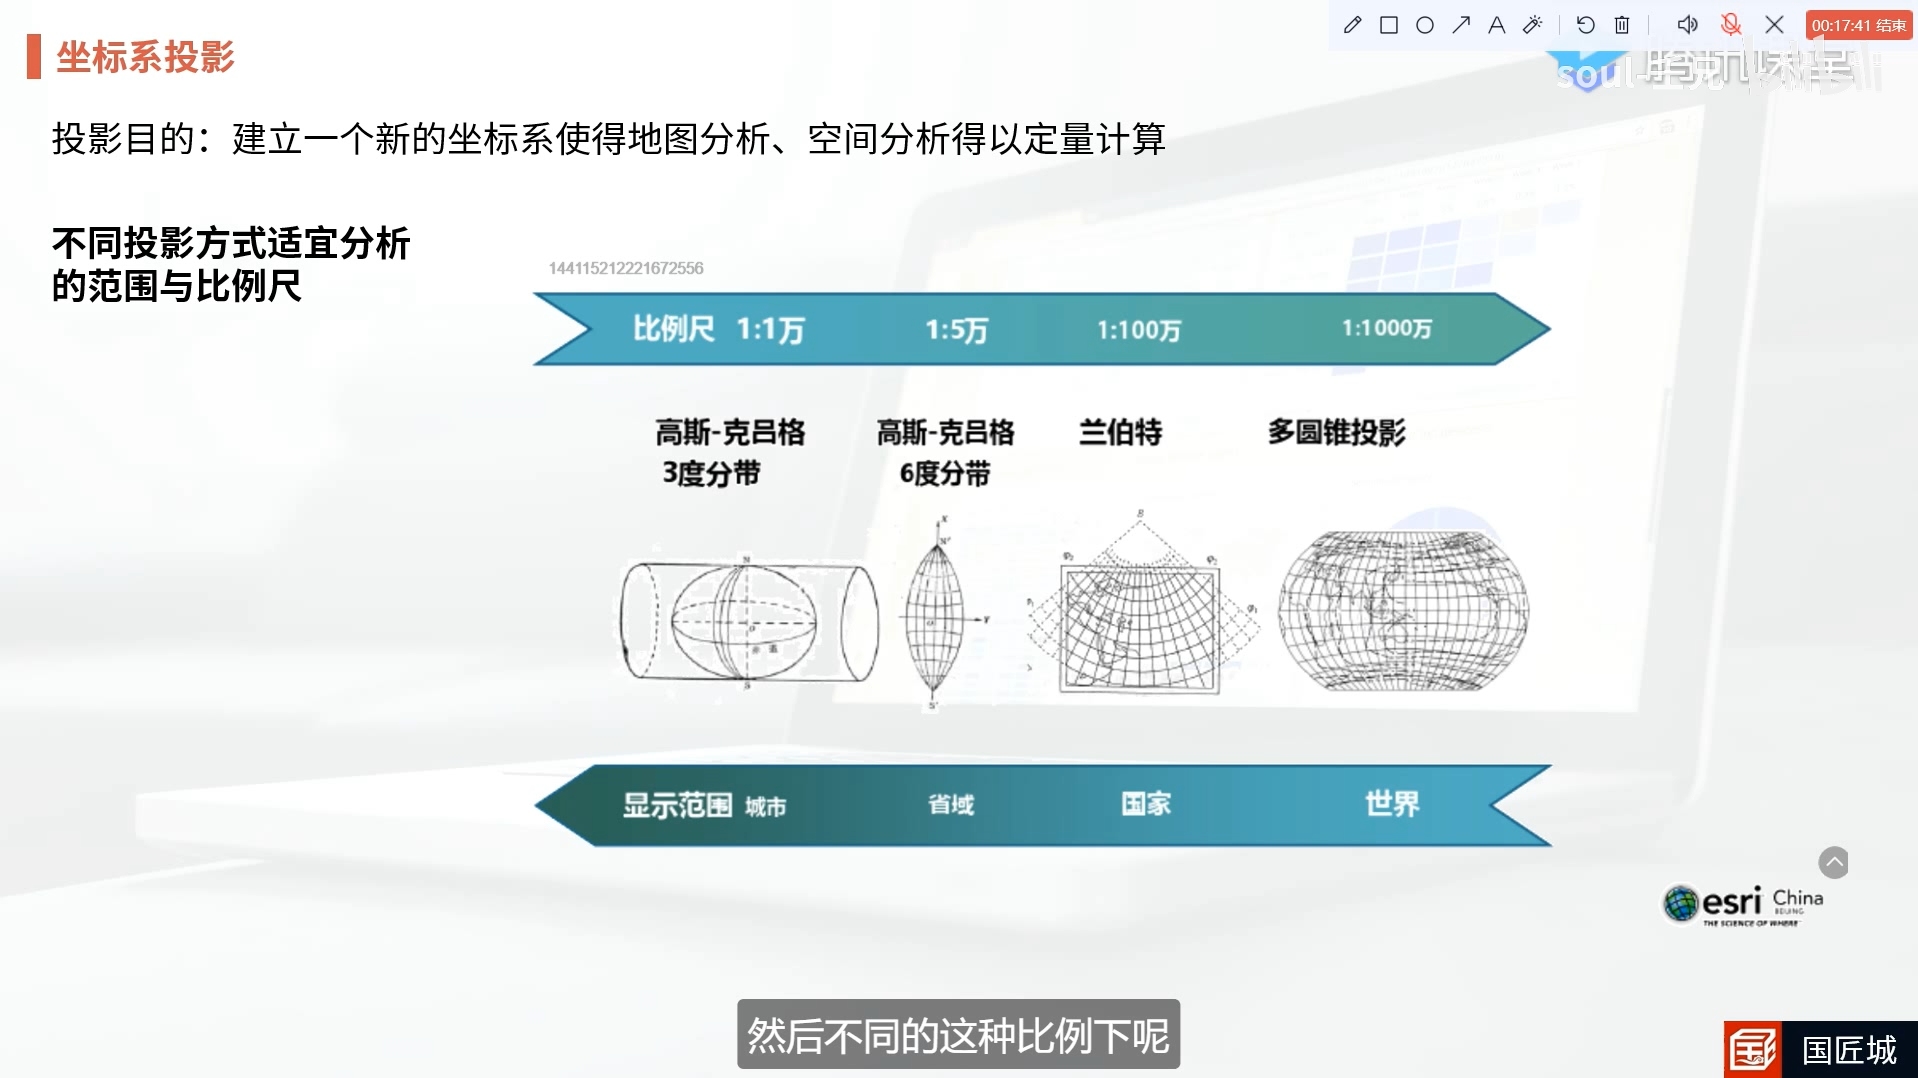 00:17:41 结束
坐标系投影
投影目的：建立一个新的坐标系使得地图分析、空间分析得以定量计算
不同投影方式适宜分析
的范围与比例尺
144115212221672556
比例尺 1:1万 1:5万 1:100万 1:1000万
高斯-克吕格
3度分带
高斯-克吕格
6度分带
兰伯特
多圆锥投影
显示范围 城市 省域 国家 世界
esri China
BEIJING
THE SCIENCE OF WHERE
然后不同的这种比例下呢
国匠城